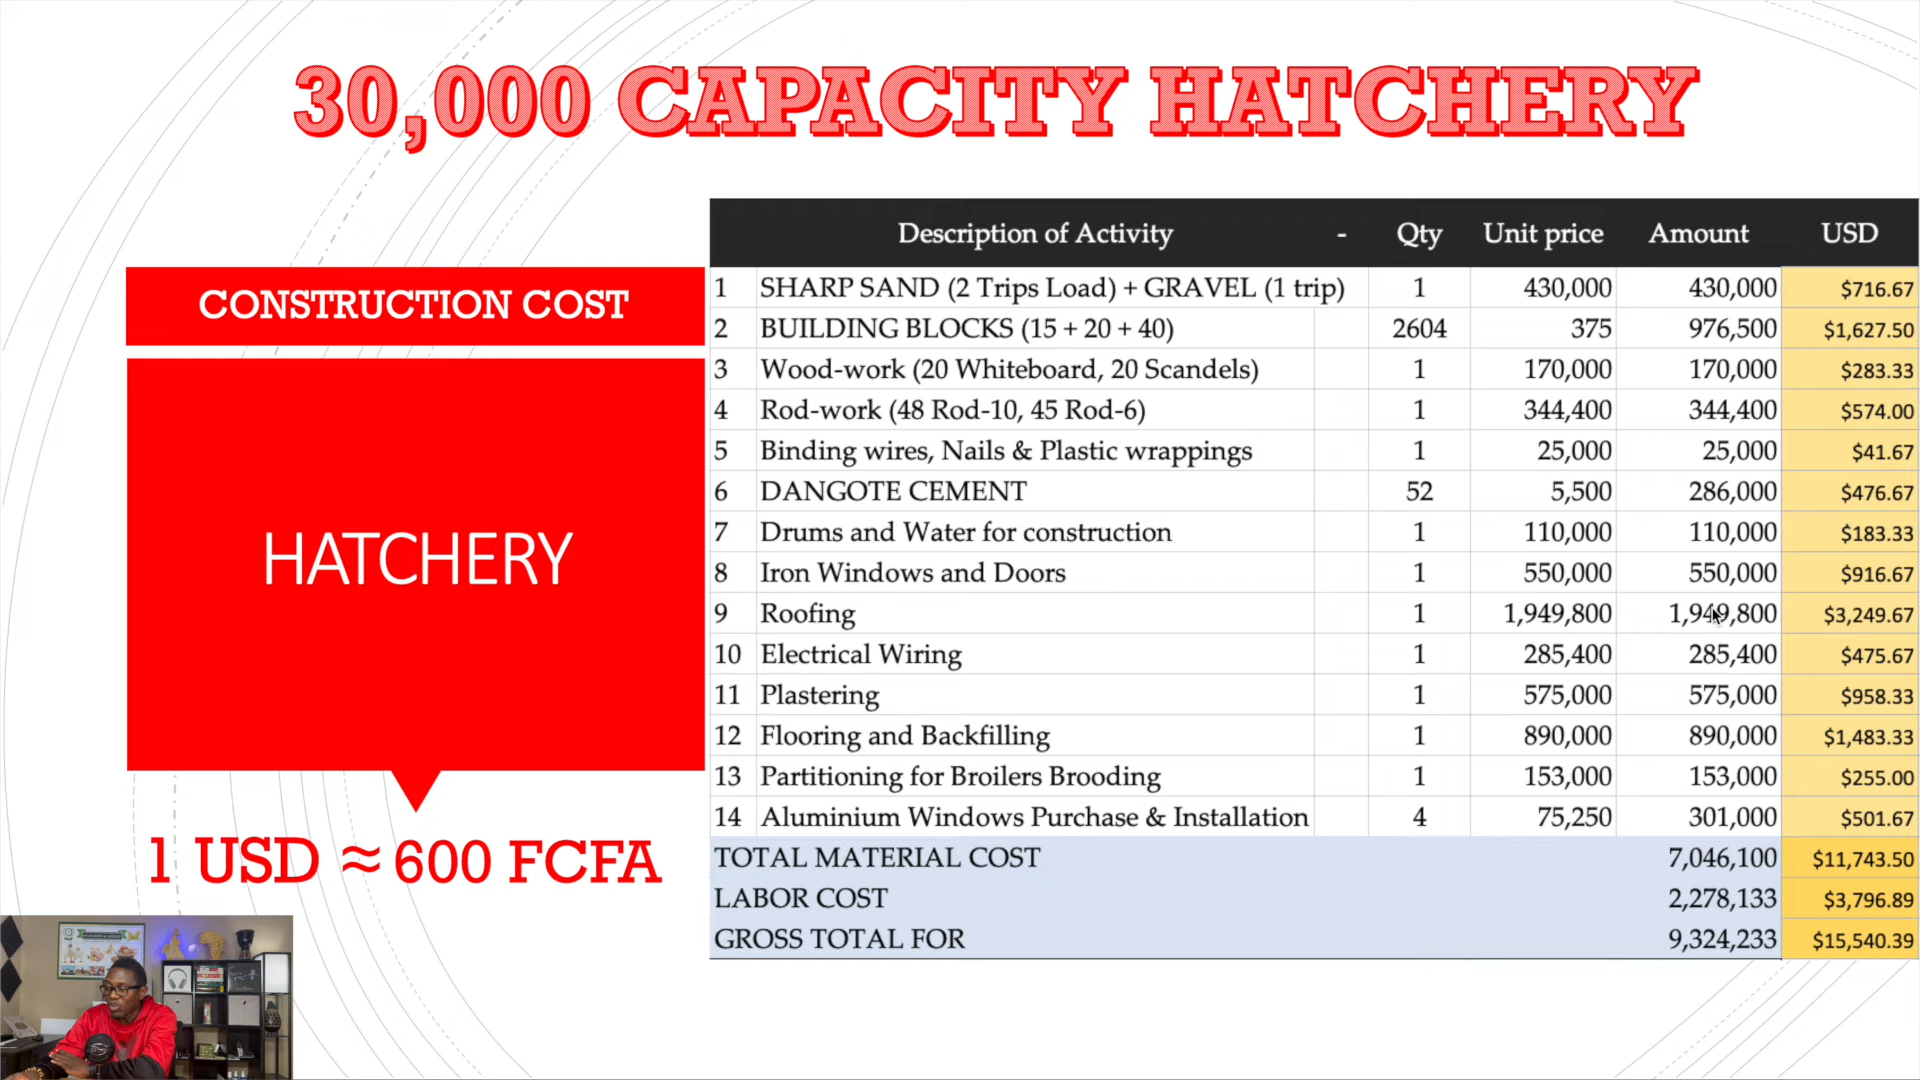 30,000 CAPACITY HATCHERY
CONSTRUCTION COST
HATCHERY
1 USD ≈ 600 FCFA
Description of Activity - Qty Unit price Amount USD
1 SHARP SAND (2 Trips Load) + GRAVEL (1 trip) 1 430,000 430,000 $716.67
2 BUILDING BLOCKS (15 + 20 + 40) 2604 375 976,500 $1,627.50
3 Wood-work (20 Whiteboard, 20 Scandels) 1 170,000 170,000 $283.33
4 Rod-work (48 Rod-10, 45 Rod-6) 1 344,400 344,400 $574.00
5 Binding wires, Nails & Plastic wrappings 1 25,000 25,000 $41.67
6 DANGOTE CEMENT 52 5,500 286,000 $476.67
7 Drums and Water for construction 1 110,000 110,000 $183.33
8 Iron Windows and Doors 1 550,000 550,000 $916.67
9 Roofing 1 1,949,800 1,949,800 $3,249.67
10 Electrical Wiring 1 285,400 285,400 $475.67
11 Plastering 1 575,000 575,000 $958.33
12 Flooring and Backfilling 1 890,000 890,000 $1,483.33
13 Partitioning for Broilers Brooding 1 153,000 153,000 $255.00
14 Aluminium Windows Purchase & Installation 4 75,250 301,000 $501.67
TOTAL MATERIAL COST 7,046,100 $11,743.50
LABOR COST 2,278,133 $3,796.89
GROSS TOTAL FOR 9,324,233 $15,540.39